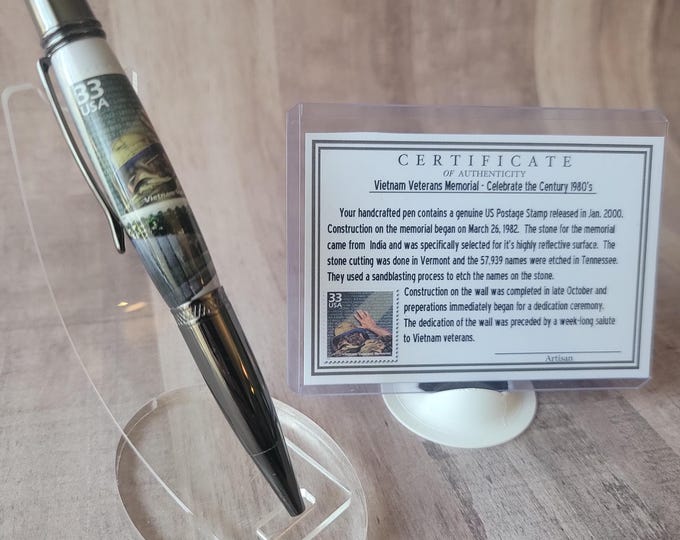 33
USA
Vietnam Veterans
CERTIFICATE
OF AUTHENTICITY
Vietnam Veterans Memorial - Celebrate the Century 1980's
Your handcrafted pen contains a genuine US Postage Stamp released in Jan. 2000.
Construction on the memorial began on March 26, 1982. The stone for the memorial
came from India and was specifically selected for it's highly reflective surface. The
stone cutting was done in Vermont and the 57,939 names were etched in Tennessee.
They used a sandblasting process to etch the names on the stone.
Construction on the wall was completed in late October and
preperations immediately began for a dedication ceremony.
The dedication of the wall was preceded by a week-long salute
to Vietnam veterans.
33
USA
Vietnam Veterans Memorial
Artisan